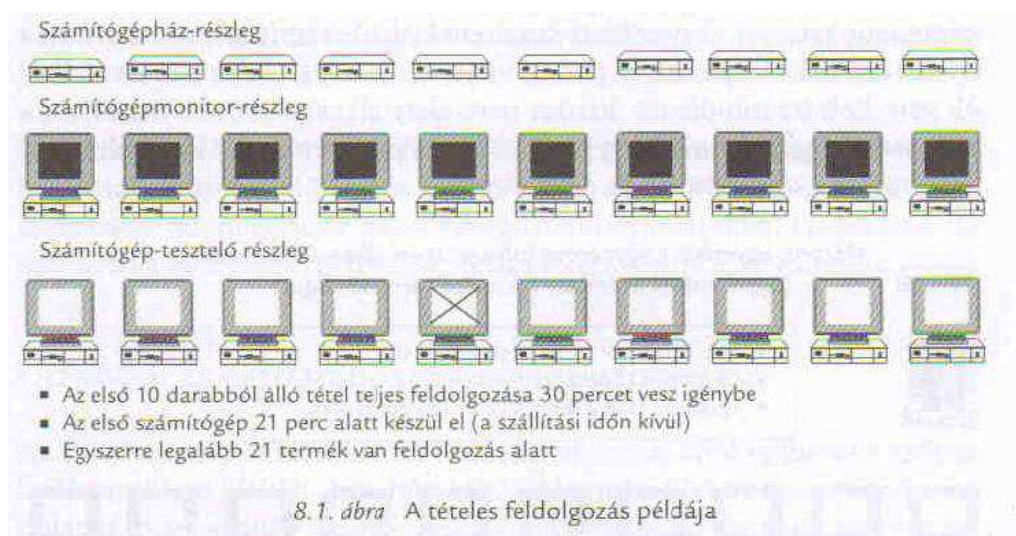 Számítógépház-részleg
Számítógépmonitor-részleg
Számítógép-tesztelő részleg
▪ Az első 10 darabból álló tétel teljes feldolgozása 30 percet vesz igénybe
▪ Az első számítógép 21 perc alatt készül el (a szállítási időn kívül)
▪ Egyszerre legalább 21 termék van feldolgozás alatt
8.1. ábra A tételes feldolgozás példája